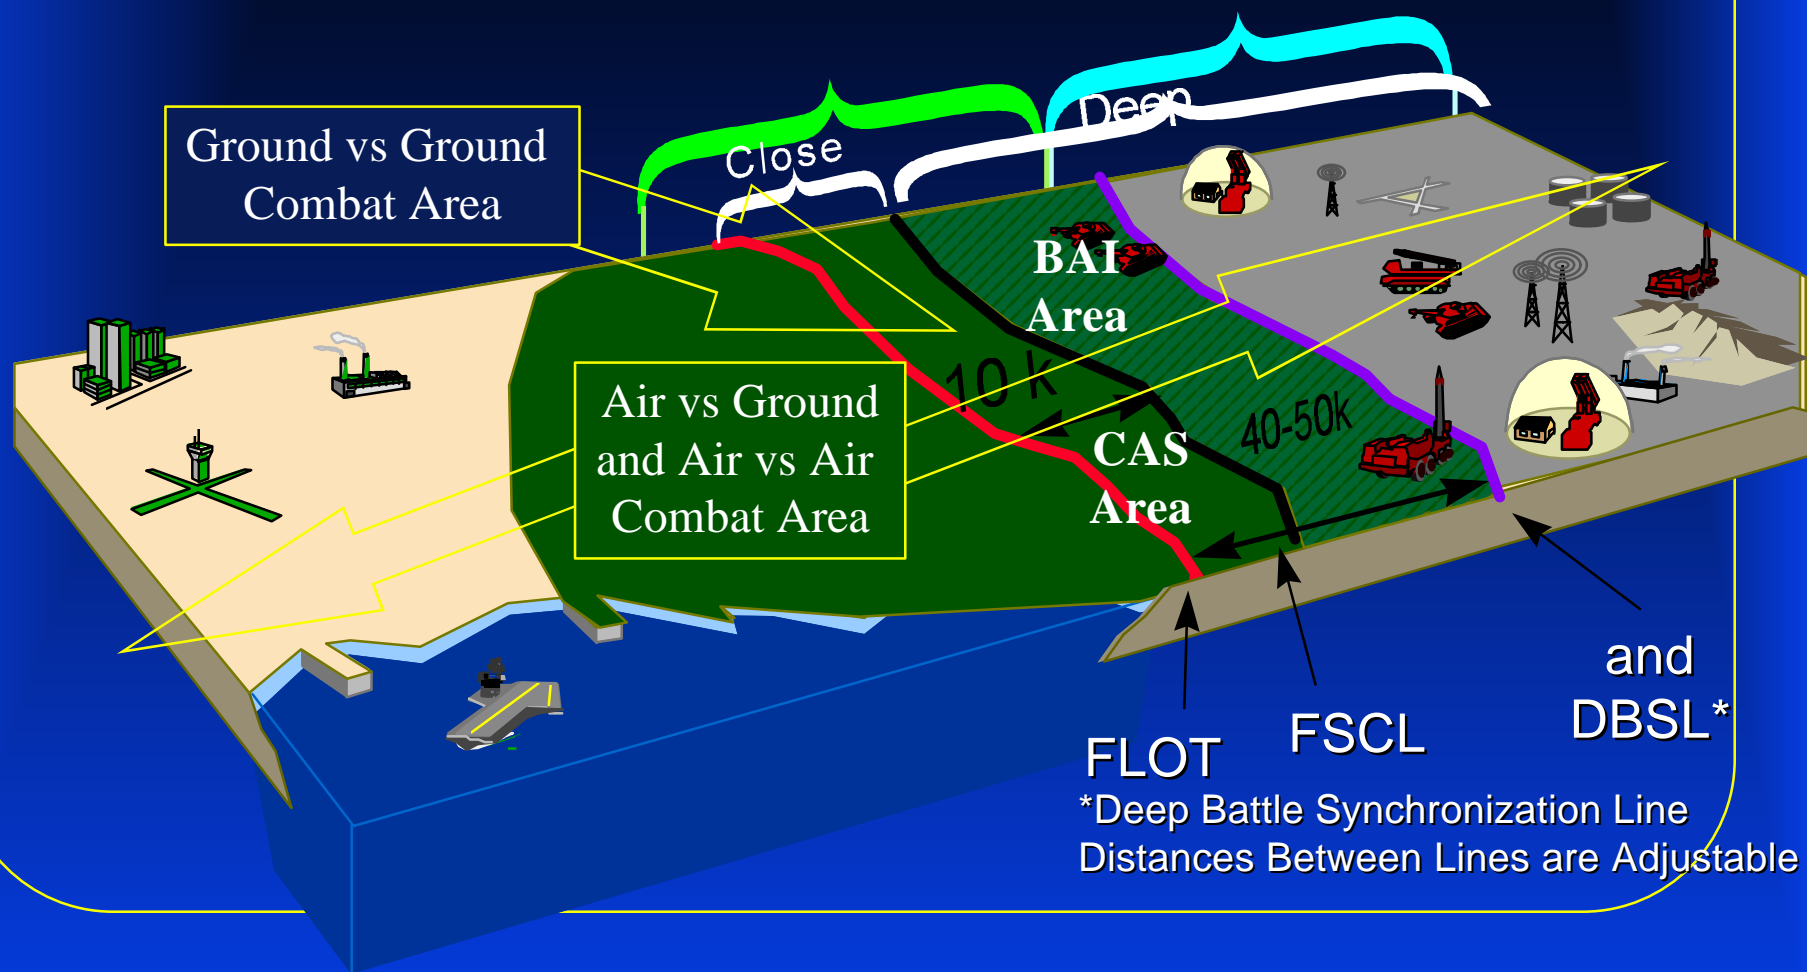 Deep
Close
Ground vs Ground
Combat Area
BAI
Area
10 k
Air vs Ground
and Air vs Air
Combat Area
40-50k
CAS
Area
and
DBSL*
FSCL
FLOT
*Deep Battle Synchronization Line
Distances Between Lines are Adjustable